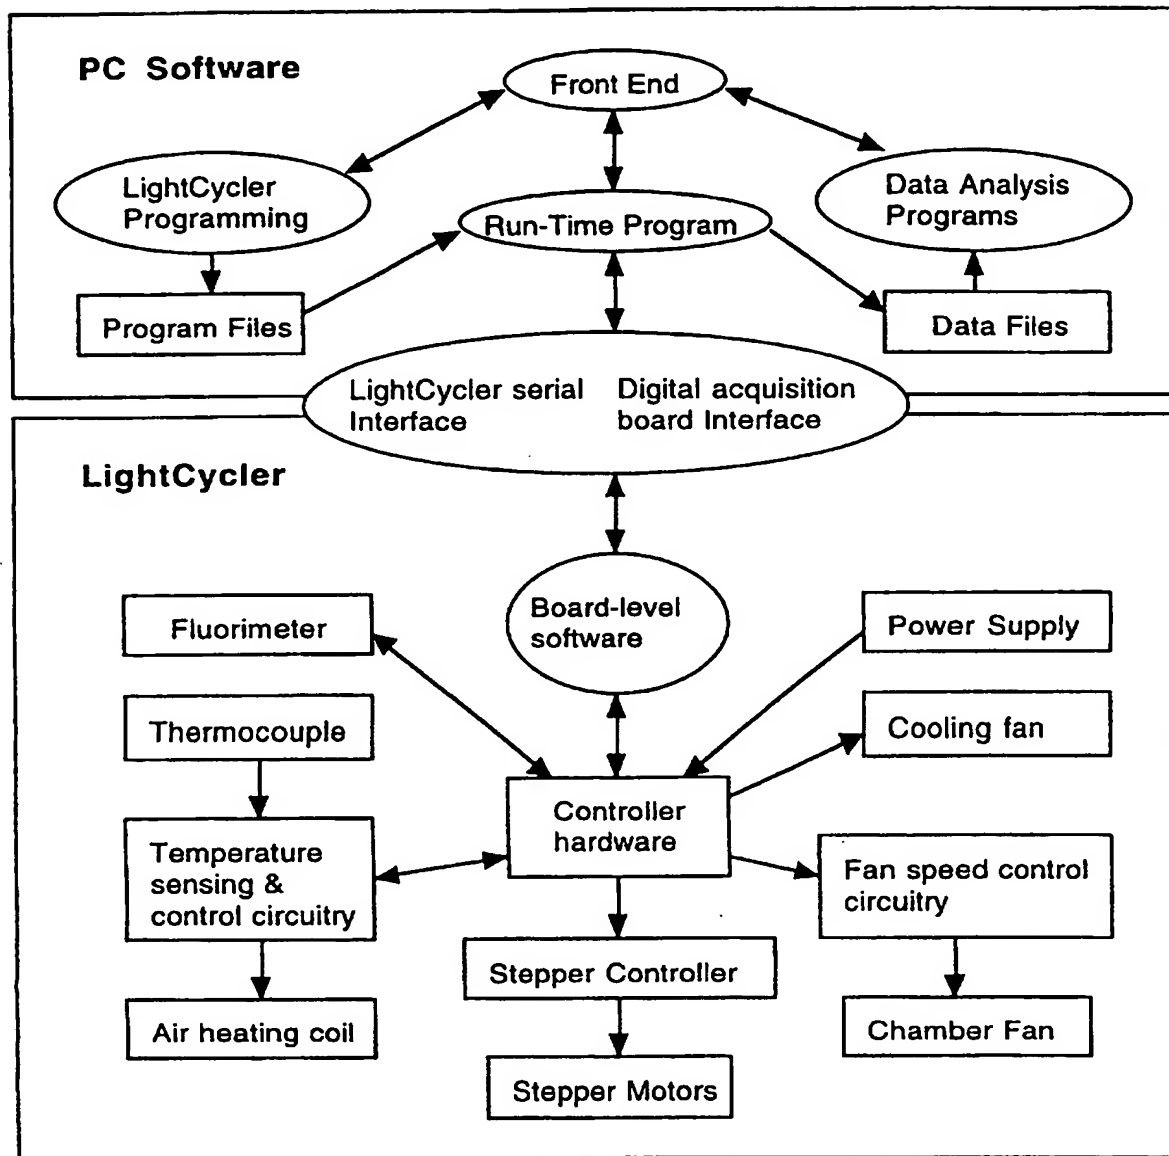 PC Software
Front End
LightCycler
Programming
Data Analysis
Programs
Run-Time Program
Program Files
Data Files
LightCycler serial
Interface
Digital acquisition
board Interface
LightCycler
Board-level
software
Fluorimeter
Power Supply
Thermocouple
Cooling fan
Controller
hardware
Temperature
sensing &
control circuitry
Fan speed control
circuitry
Stepper Controller
Air heating coil
Chamber Fan
Stepper Motors